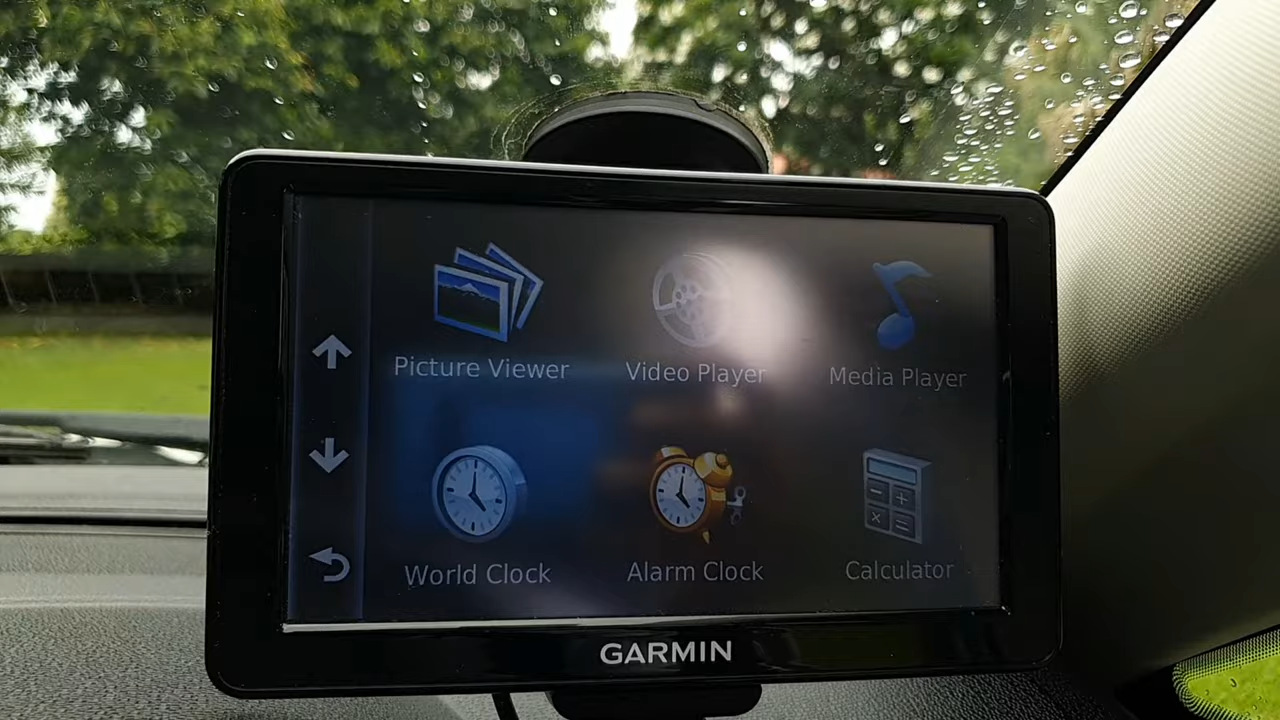 Picture Viewer
Video Player
Media Player
World Clock
Alarm Clock
Calculator
GARMIN